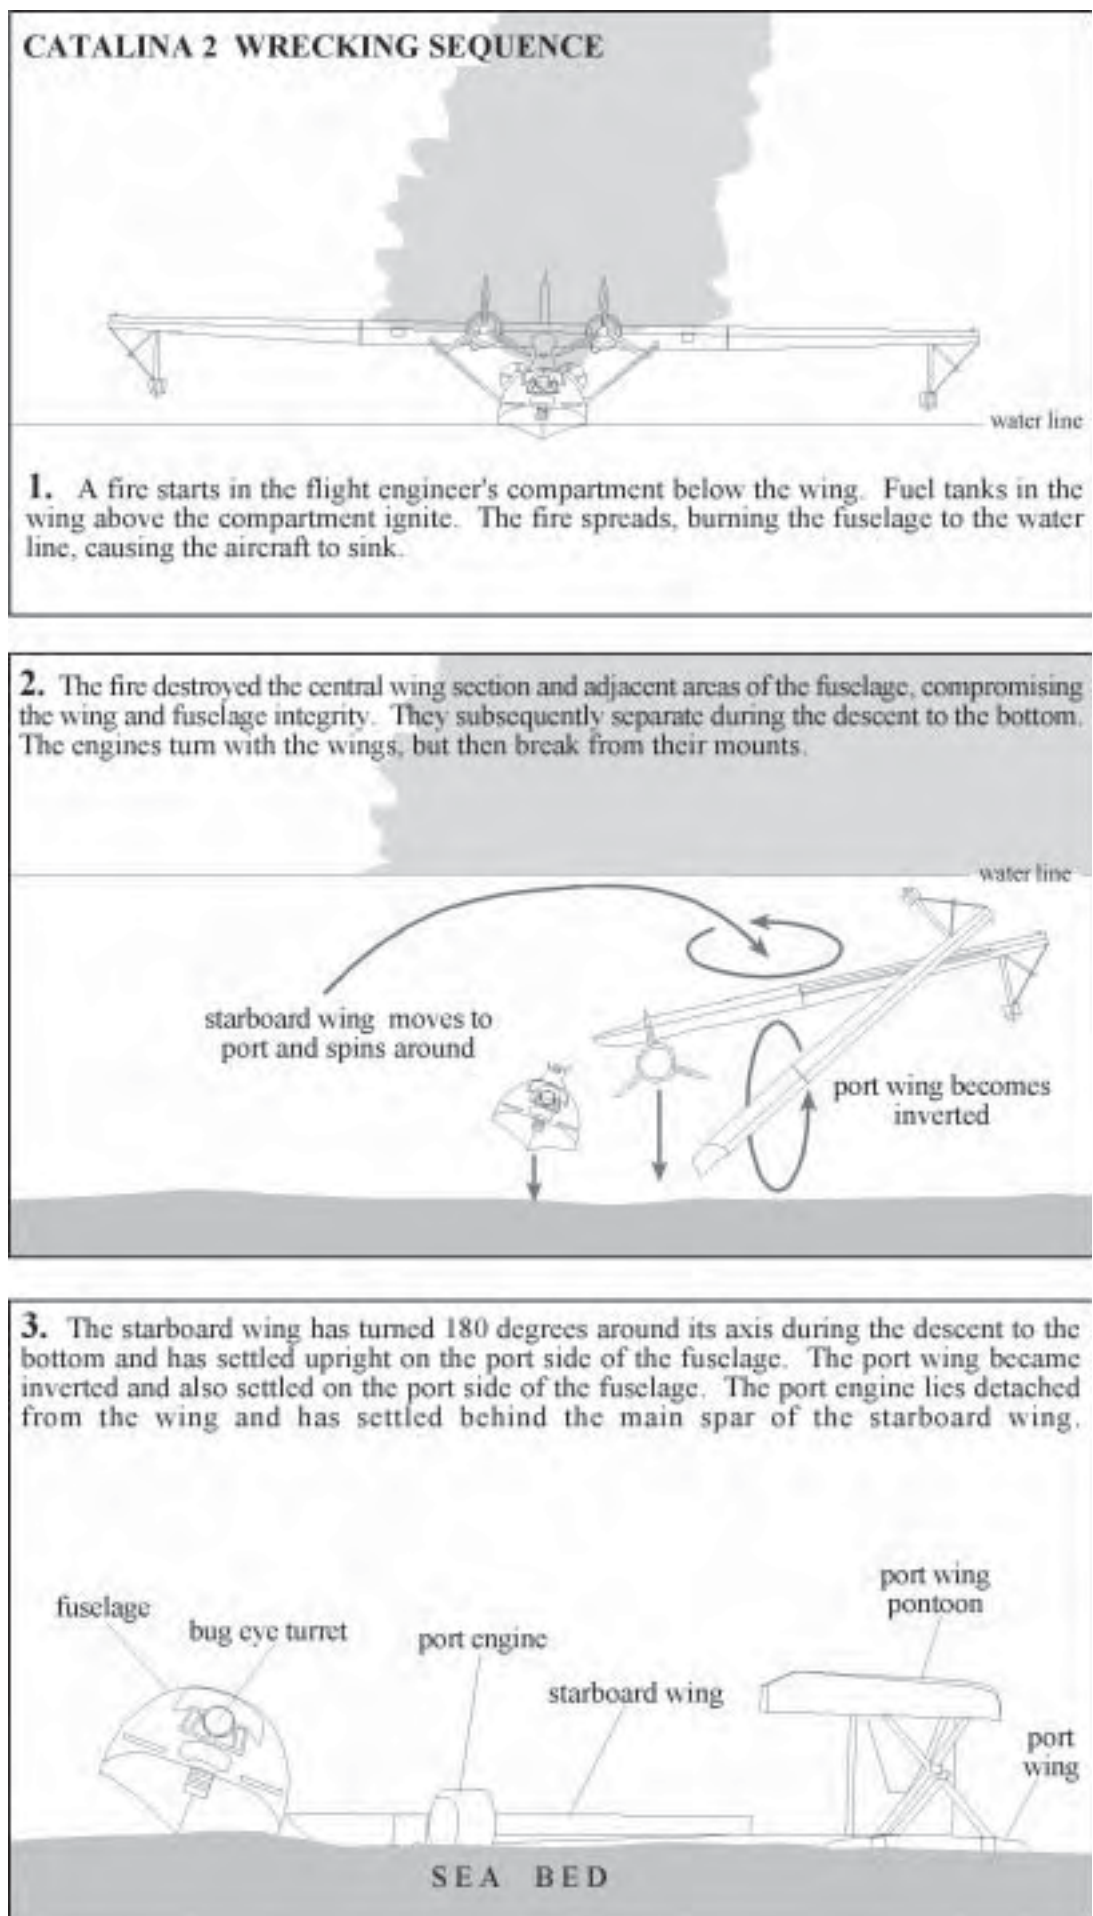 CATALINA 2 WRECKING SEQUENCE
water line
1. A fire starts in the flight engineer's compartment below the wing. Fuel tanks in the
wing above the compartment ignite. The fire spreads, burning the fuselage to the water
line, causing the aircraft to sink.
2. The fire destroyed the central wing section and adjacent areas of the fuselage, compromising
the wing and fuselage integrity. They subsequently separate during the descent to the bottom.
The engines turn with the wings, but then break from their mounts.
water line
starboard wing moves to
port and spins around
port wing becomes
inverted
3. The starboard wing has turned 180 degrees around its axis during the descent to the
bottom and has settled upright on the port side of the fuselage. The port wing became
inverted and also settled on the port side of the fuselage. The port engine lies detached
from the wing and has settled behind the main spar of the starboard wing.
port wing
pontoon
fuselage
bug eye turret
port engine
starboard wing
port
wing
SEA BED